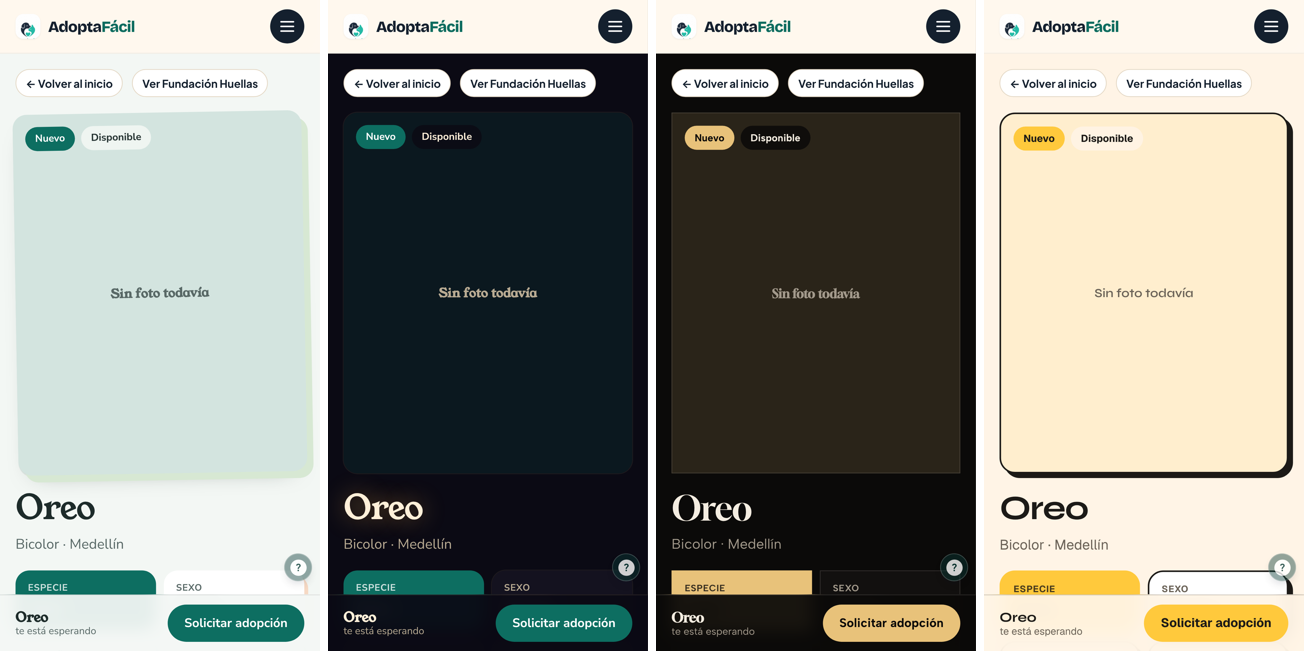 AdoptaFácil
← Volver al inicio
Ver Fundación Huellas
Nuevo
Disponible
Sin foto todavía
Oreo
Bicolor · Medellín
?
ESPECIE
SEXO
Oreo
te está esperando
Solicitar adopción
AdoptaFácil
← Volver al inicio
Ver Fundación Huellas
Nuevo
Disponible
Sin foto todavía
Oreo
Bicolor · Medellín
?
ESPECIE
SEXO
Oreo
te está esperando
Solicitar adopción
AdoptaFácil
← Volver al inicio
Ver Fundación Huellas
Nuevo
Disponible
Sin foto todavía
Oreo
Bicolor · Medellín
?
ESPECIE
SEXO
Oreo
te está esperando
Solicitar adopción
AdoptaFácil
← Volver al inicio
Ver Fundación Huellas
Nuevo
Disponible
Sin foto todavía
Oreo
Bicolor · Medellín
?
ESPECIE
SEXO
Oreo
te está esperando
Solicitar adopción